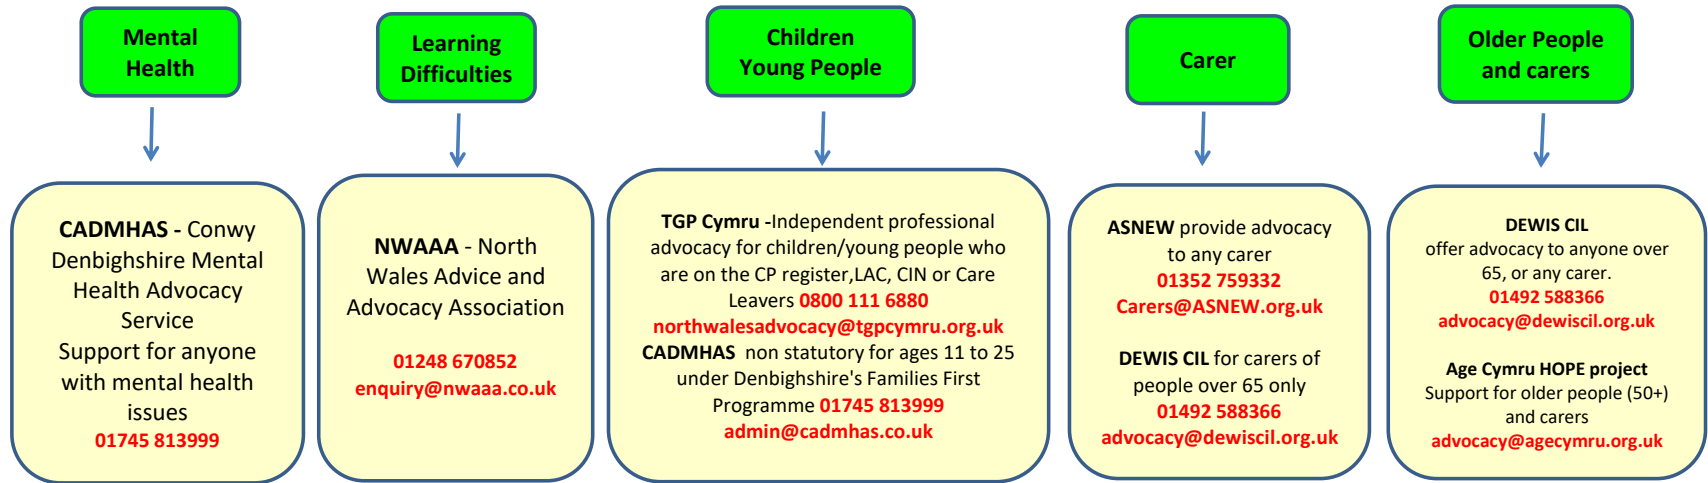 Mental
Health
Learning
Difficulties
Children
Young People
Carer
Older People
and carers
CADMHAS - Conwy
Denbighshire Mental
Health Advocacy
Service
Support for anyone
with mental health
issues
01745 813999
NWAAA - North
Wales Advice and
Advocacy Association
01248 670852
enquiry@nwaaa.co.uk
TGP Cymru -Independent professional
advocacy for children/young people who
are on the CP register,LAC, CIN or Care
Leavers 0800 111 6880
northwalesadvocacy@tgpcymru.org.uk
CADMHAS non statutory for ages 11 to 25
under Denbighshire's Families First
Programme 01745 813999
admin@cadmhas.co.uk
ASNEW provide advocacy
to any carer
01352 759332
Carers@ASNEW.org.uk
DEWIS CIL for carers of
people over 65 only
01492 588366
advocacy@dewiscil.org.uk
DEWIS CIL
offer advocacy to anyone over
65, or any carer.
01492 588366
advocacy@dewiscil.org.uk
Age Cymru HOPE project
Support for older people (50+)
and carers
advocacy@agecymru.org.uk